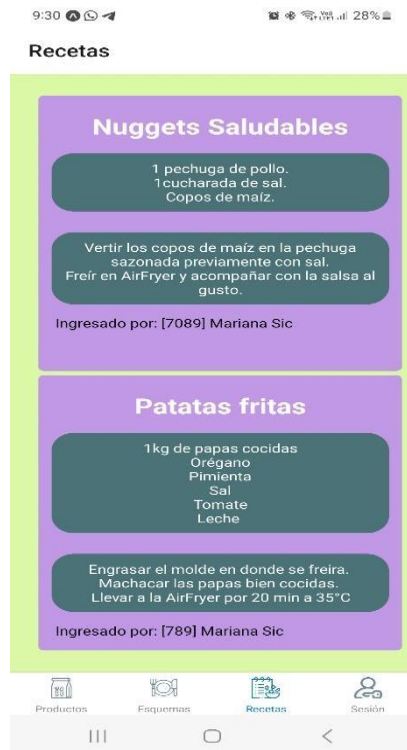 9:30
28%
Recetas
Nuggets Saludables
1 pechuga de pollo.
1cucharada de sal.
Copos de maíz.
Vertir los copos de maíz en la pechuga
sazonada previamente con sal.
Freír en AirFryer y acompañar con la salsa al
gusto.
Ingresado por: [7089] Mariana Sic
Patatas fritas
1kg de papas cocidas
Orégano
Pimienta
Sal
Tomate
Leche
Engrasar el molde en donde se freira.
Machacar las papas bien cocidas.
Llevar a la AirFryer por 20 min a 35°C
Ingresado por: [789] Mariana Sic
Productos Esquemas Recetas Sesión